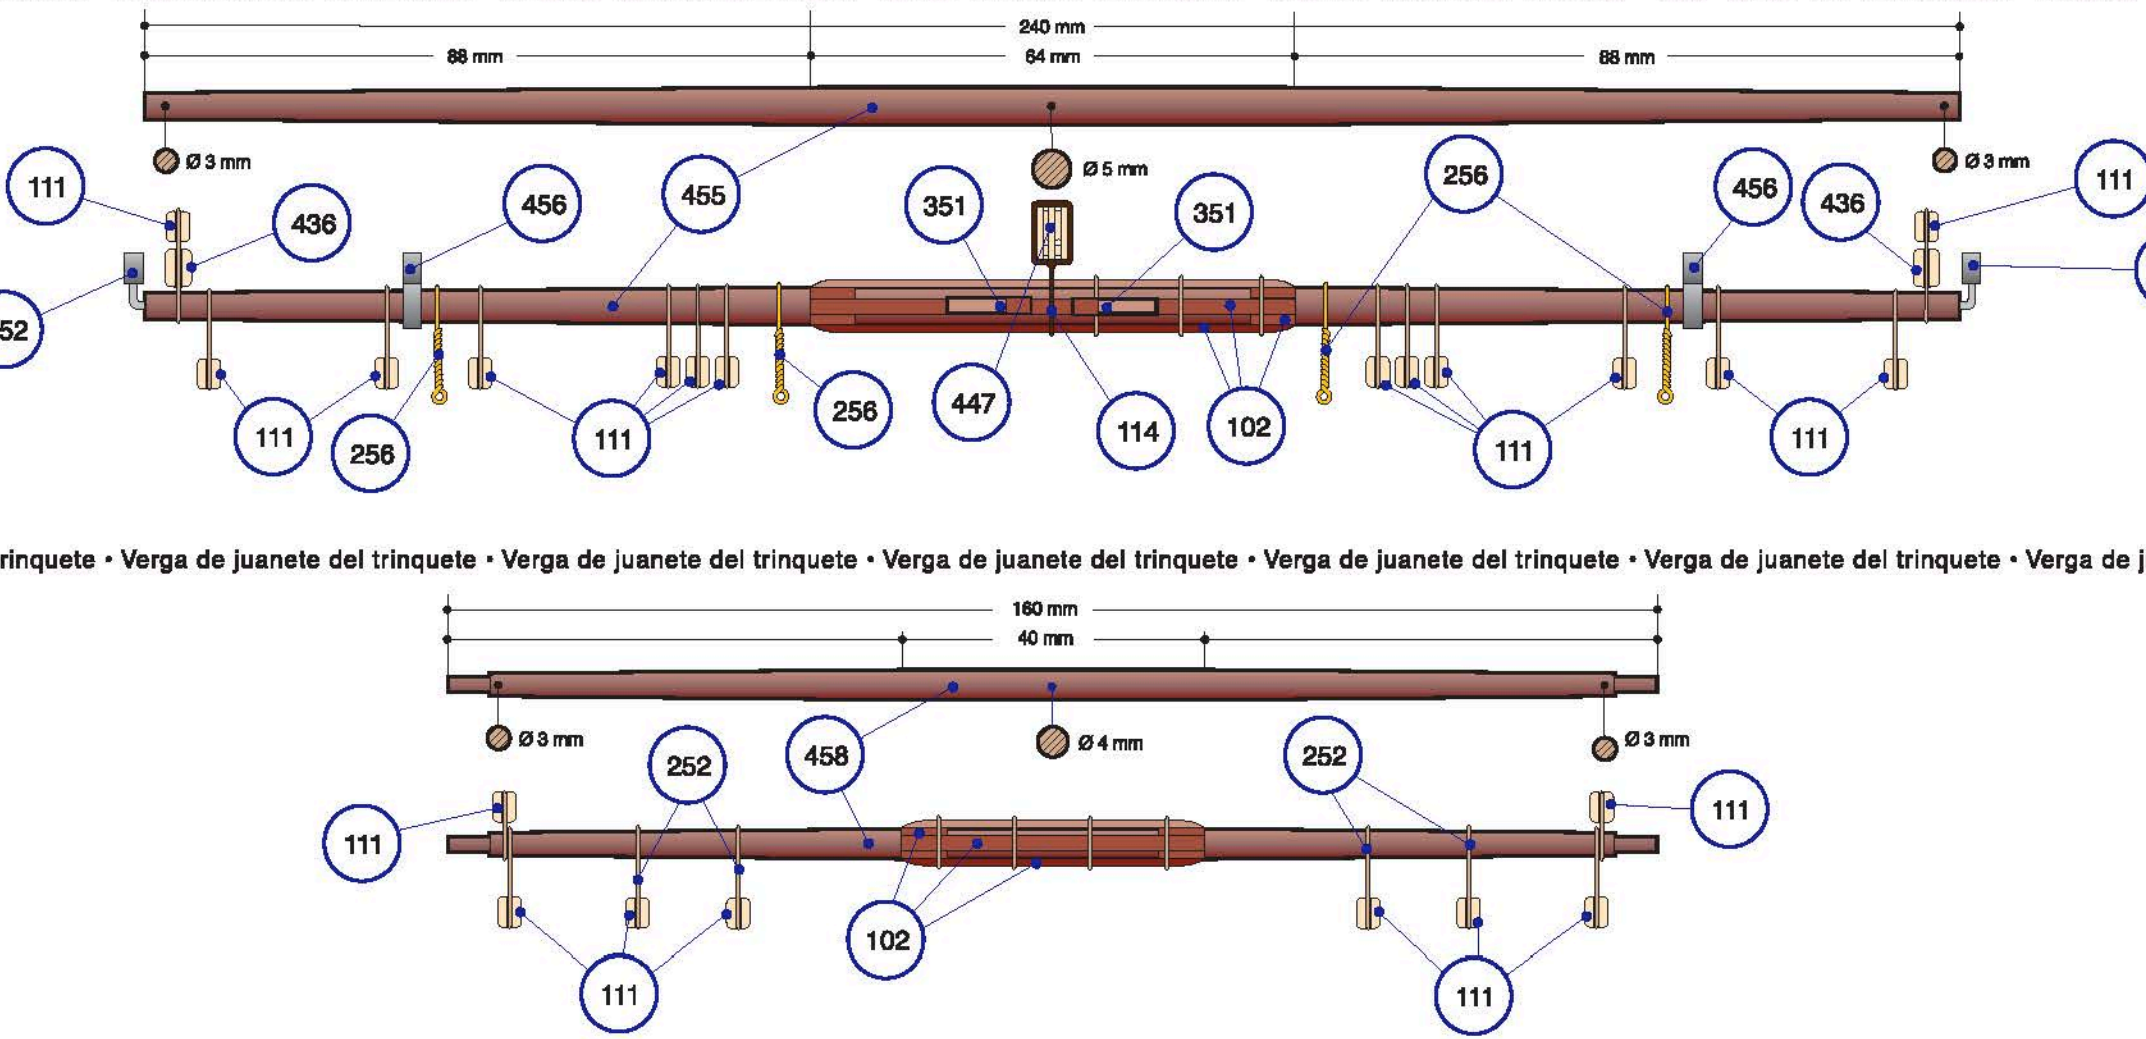 240 mm
88 mm 64 mm 88 mm
Ø 3 mm Ø 5 mm Ø 3 mm
111 436 456 455 351 351 256 456 436 111
52
111 256 111 256 447 114 102 111 111
rinquete • Verga de juanete del trinquete • Verga de juanete del trinquete • Verga de juanete del trinquete • Verga de juanete del trinquete • Verga de juanete del trinquete • Verga de j
160 mm
40 mm
Ø 3 mm Ø 4 mm Ø 3 mm
252 458 252
111 111
102
111 111